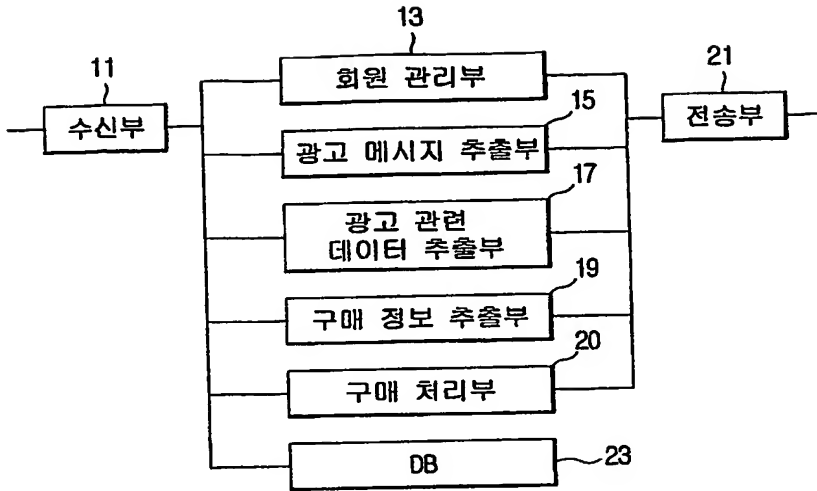 13
회원 관리부
11
수신부
21
전송부
15
광고 메시지 추출부
17
광고 관련
데이터 추출부
19
구매 정보 추출부
20
구매 처리부
DB
23